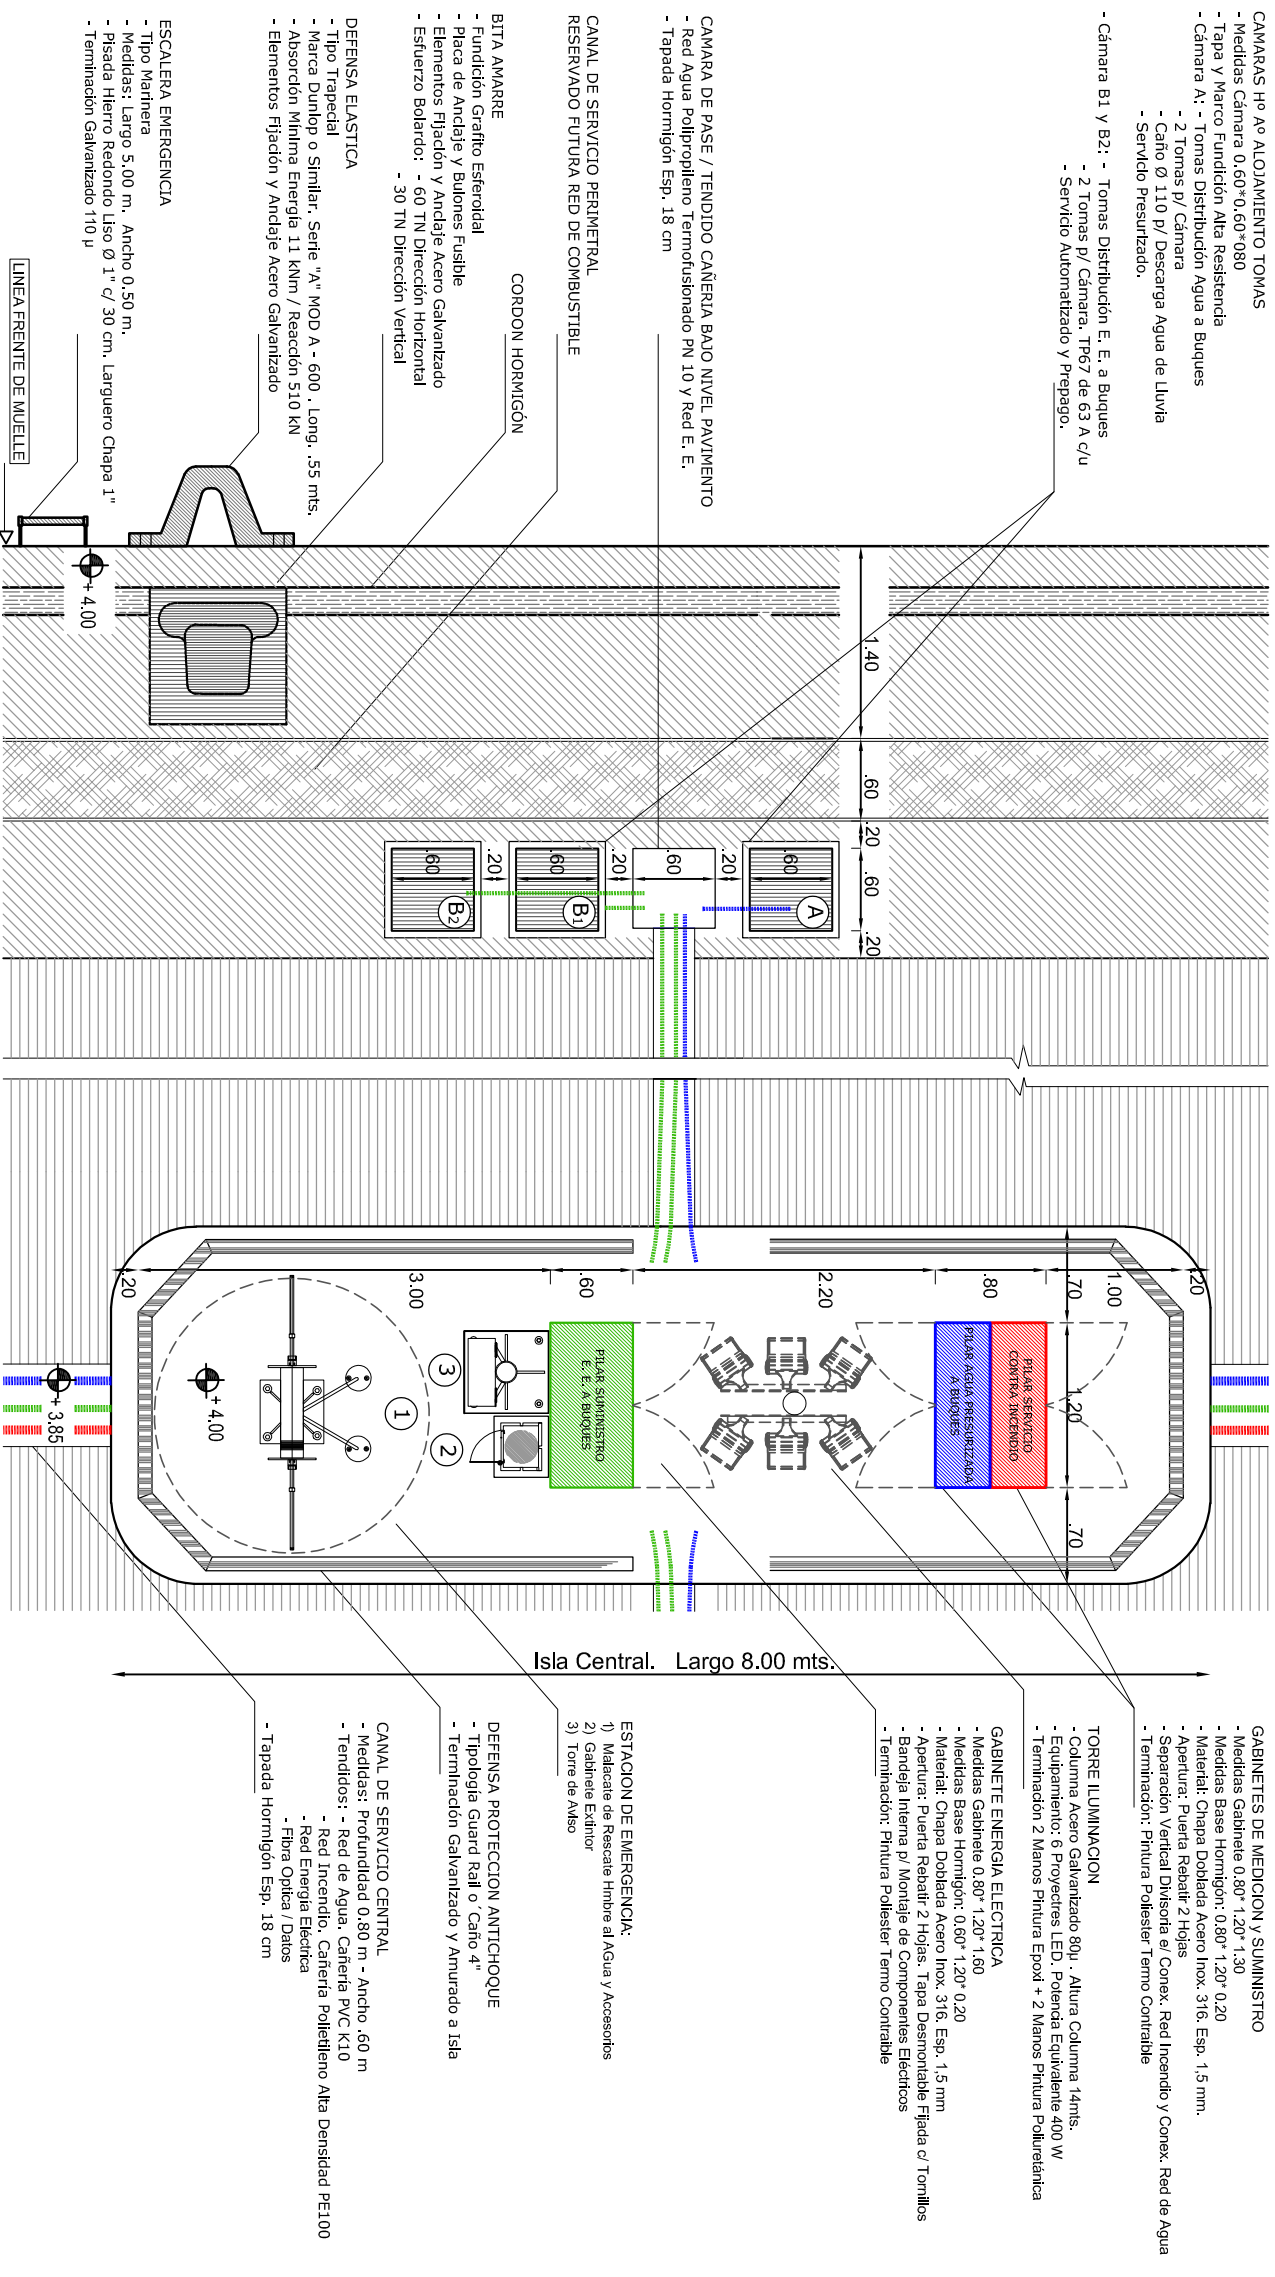 CAMARAS Hº Aº ALOJAMIENTO TOMAS
- Medidas Cámara 0.60*0.60*080
- Tapa y Marco Fundición Alta Resistencia
- Cámara A: - Tomas Distribución Agua a Buques
- 2 Tomas p/ Cámara
- Caño Ø 110 p/ Descarga Agua de Lluvia
- Servicio Presurizado.
- Cámara B1 y B2: - Tomas Distribución E. E. a Buques
- 2 Tomas p/ Cámara. TP67 de 63 A c/u
- Servicio Automatizado y Prepago.
CAMARA DE PASE / TENDIDO CAÑERIA BAJO NIVEL PAVIMENTO
- Red Agua Polipropileno Termofusionado PN 10 y Red E. E.
- Tapada Hormigón Esp. 18 cm
CANAL DE SERVICIO PERIMETRAL
RESERVADO FUTURA RED DE COMBUSTIBLE
CORDON HORMIGÓN
BITA AMARRE
- Fundición Grafito Esferoidal
- Placa de Anclaje y Bulones Fusible
- Elementos Fijación y Anclaje Acero Galvanizado
- Esfuerzo Bolardo: - 60 TN Dirección Horizontal
- 30 TN Dirección Vertical
DEFENSA ELASTICA
- Tipo Trapecial
- Marca Dunlop o Similar. Serie "A" MOD A - 600 . Long. .55 mts.
- Absorción Mínima Energía 11 kNm / Reacción 510 kN
- Elementos Fijación y Anclaje Acero Galvanizado
ESCALERA EMERGENCIA
- Tipo Marinera
- Medidas: Largo 5.00 m. Ancho 0.50 m.
- Pisada Hierro Redondo Liso Ø 1" c/ 30 cm. Larguero Chapa 1"
- Terminación Galvanizado 110 µ
LINEA FRENTE DE MUELLE
+ 4.00
1.40
.60
.20
.60
.20
.60
.20
.60
.20
.60
.20
.60
A
B1
B2
.20
1.00
.70
.80
2.20
.60
3.00
.20
1.20
.70
PILAR SERVICIO
CONTRA INCENDIO
PILAR AGUA PRESURIZADA
A BUQUES
PILAR SUMINISTRO
E. E. A BUQUES
3
2
1
+ 4.00
+ 3.85
Isla Central. Largo 8.00 mts.
GABINETES DE MEDICION y SUMINISTRO
- Medidas Gabinete 0.80* 1.20* 1.30
- Medidas Base Hormigón: 0.80* 1.20* 0.20
- Material: Chapa Doblada Acero Inox. 316. Esp. 1,5 mm.
- Apertura: Puerta Rebatir 2 Hojas
- Separación Vertical Divisoria e/ Conex. Red Incendio y Conex. Red de Agua
- Terminación: Pintura Poliester Termo Contraible
TORRE ILUMINACION
- Columna Acero Galvanizado 80µ . Altura Columna 14mts.
- Equipamiento: 6 Proyectres LED. Potencia Equivalente 400 W
- Terminación 2 Manos Pintura Epoxi + 2 Manos Pintura Poliuretánica
GABINETE ENERGIA ELECTRICA
- Medidas Gabinete 0.80* 1.20* 1.60
- Medidas Base Hormigón: 0.60* 1.20* 0.20
- Material: Chapa Doblada Acero Inox. 316. Esp. 1,5 mm
- Apertura: Puerta Rebatir 2 Hojas. Tapa Desmontable Fijada c/ Tornillos
- Bandeja Interna p/ Montaje de Componentes Eléctricos
- Terminación: Pintura Poliester Termo Contraible
ESTACION DE EMERGENCIA:
1) Malacate de Rescate Hmbre al AGua y Accesorios
2) Gabinete Extintor
3) Torre de Aviso
DEFENSA PROTECCION ANTICHOQUE
- Tipología Guard Rail o ´Caño 4"
- Terminación Galvanizado y Amurado a Isla
CANAL DE SERVICIO CENTRAL
- Medidas: Profundidad 0.80 m - Ancho .60 m
- Tendidos: - Red de Agua. Cañería PVC K10
- Red Incendio. Cañería Polietileno Alta Densidad PE100
- Red Energía Eléctrica
- Fibra Optica / Datos
- Tapada Hormigón Esp. 18 cm